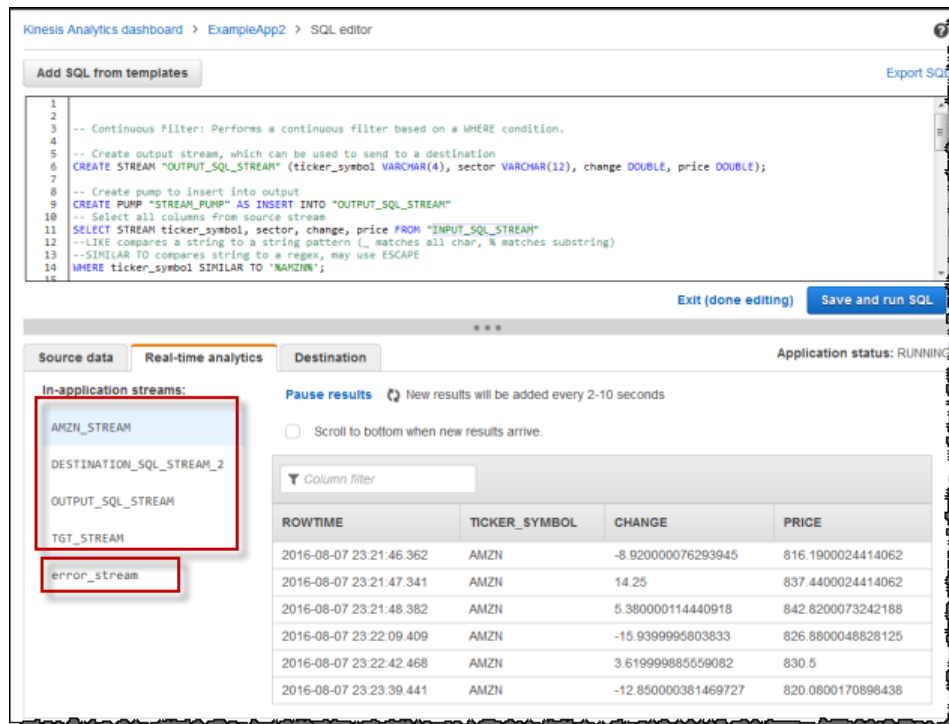 Kinesis Analytics dashboard > ExampleApp2 > SQL editor
?
Add SQL from templates
Export SQL
1
2
3 -- Continuous Filter: Performs a continuous filter based on a WHERE condition.
4
5 -- Create output stream, which can be used to send to a destination
6 CREATE STREAM "OUTPUT_SQL_STREAM" (ticker_symbol VARCHAR(4), sector VARCHAR(12), change DOUBLE, price DOUBLE);
7
8 -- Create pump to insert into output
9 CREATE PUMP "STREAM_PUMP" AS INSERT INTO "OUTPUT_SQL_STREAM"
10 -- Select all columns from source stream
11 SELECT STREAM ticker_symbol, sector, change, price FROM "INPUT_SQL_STREAM"
12 --LIKE compares a string to a string pattern (_ matches all char, % matches substring)
13 --SIMILAR TO compares string to a regex, may use ESCAPE
14 WHERE ticker_symbol SIMILAR TO '%AMZN%';
15
Exit (done editing) Save and run SQL
Source data Real-time analytics Destination
Application status: RUNNING
In-application streams:
AMZN_STREAM
DESTINATION_SQL_STREAM_2
OUTPUT_SQL_STREAM
TGT_STREAM
error_stream
Pause results New results will be added every 2-10 seconds
Scroll to bottom when new results arrive.
Column filter
ROWTIME TICKER_SYMBOL CHANGE PRICE
2016-08-07 23:21:46.362 AMZN -8.920000076293945 816.1900024414062
2016-08-07 23:21:47.341 AMZN 14.25 837.4400024414062
2016-08-07 23:21:48.382 AMZN 5.380000114440918 842.8200073242188
2016-08-07 23:22:09.409 AMZN -15.9399995803833 826.8800048828125
2016-08-07 23:22:42.468 AMZN 3.619999885559082 830.5
2016-08-07 23:23:39.441 AMZN -12.850000381469727 820.0800170898438